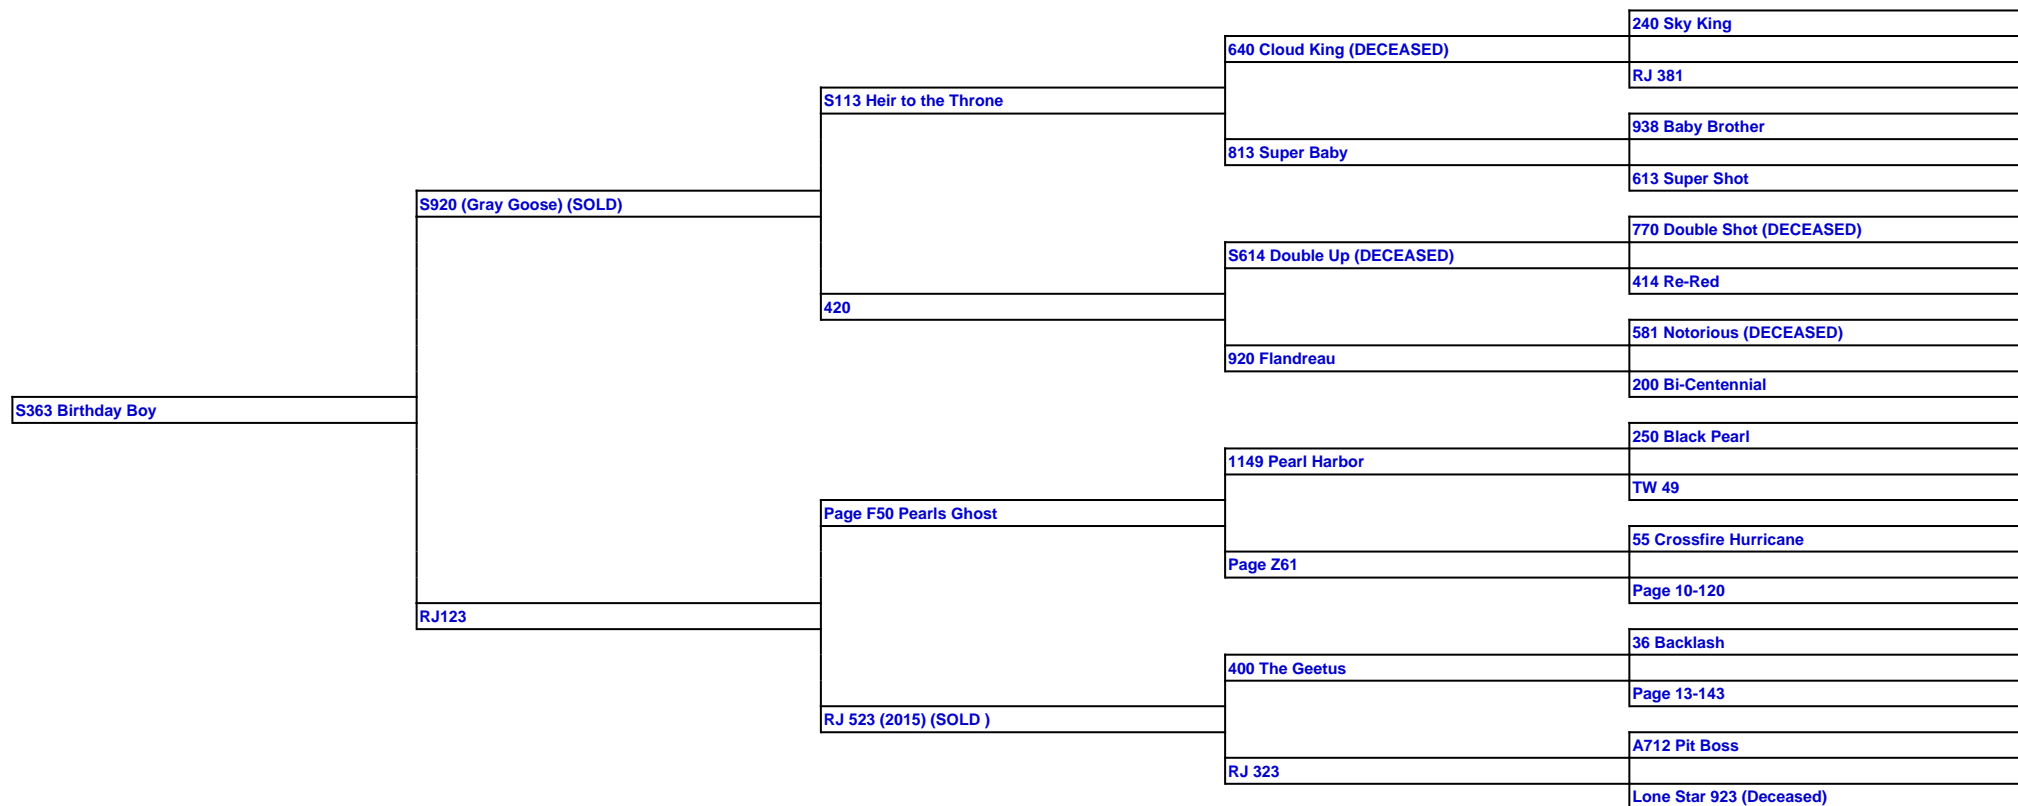 240 Sky King
640 Cloud King (DECEASED)
RJ 381
S113 Heir to the Throne
938 Baby Brother
813 Super Baby
613 Super Shot
S920 (Gray Goose) (SOLD)
770 Double Shot (DECEASED)
S614 Double Up (DECEASED)
414 Re-Red
420
581 Notorious (DECEASED)
920 Flandreau
200 Bi-Centennial
S363 Birthday Boy
250 Black Pearl
1149 Pearl Harbor
TW 49
Page F50 Pearls Ghost
55 Crossfire Hurricane
Page Z61
Page 10-120
RJ123
36 Backlash
400 The Geetus
Page 13-143
RJ 523 (2015) (SOLD )
A712 Pit Boss
RJ 323
Lone Star 923 (Deceased)